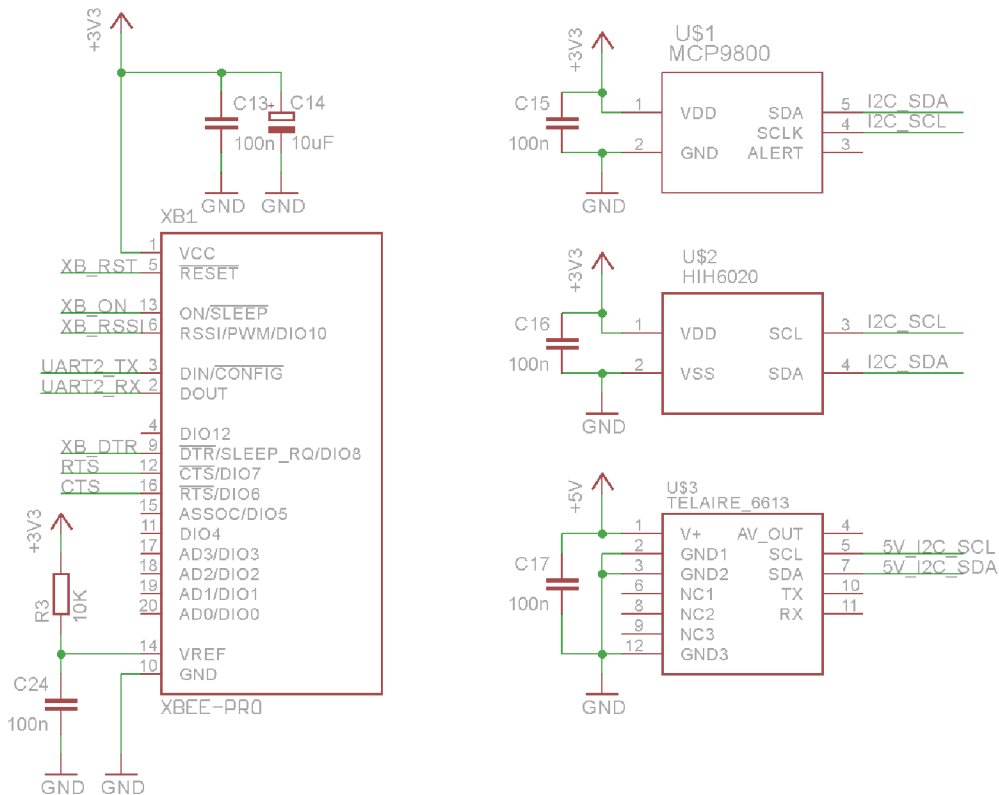 +3V3
C13
+
C14
100n
10uF
GND
GND
XB1
1
VCC
XB_RST
5
RESET
XB_ON
13
ON/SLEEP
XB_RSSI
6
RSSI/PWM/DIO10
UART2_TX
3
DIN/CONFIG
UART2_RX
2
DOUT
4
DIO12
XB_DTR
9
DTR/SLEEP_RQ/DIO8
RTS
12
CTS/DIO7
CTS
16
RTS/DIO6
15
ASSOC/DIO5
11
DIO4
17
AD3/DIO3
18
AD2/DIO2
19
AD1/DIO1
20
AD0/DIO0
+3V3
R3
10K
14
VREF
10
GND
C24
100n
XBEE-PRO
GND
GND
U$1
MCP9800
+3V3
C15
100n
1
VDD
SDA
5
I2C_SDA
SCLK
4
I2C_SCL
2
GND
ALERT
3
GND
U$2
HIH6020
+3V3
C16
100n
1
VDD
SCL
3
I2C_SCL
2
VSS
SDA
4
I2C_SDA
GND
U$3
TELAIRE_6613
+5V
C17
100n
1
V+
AV_OUT
4
2
GND1
SCL
5
5V_I2C_SCL
3
GND2
SDA
7
5V_I2C_SDA
6
NC1
TX
10
8
NC2
RX
11
9
NC3
12
GND3
GND